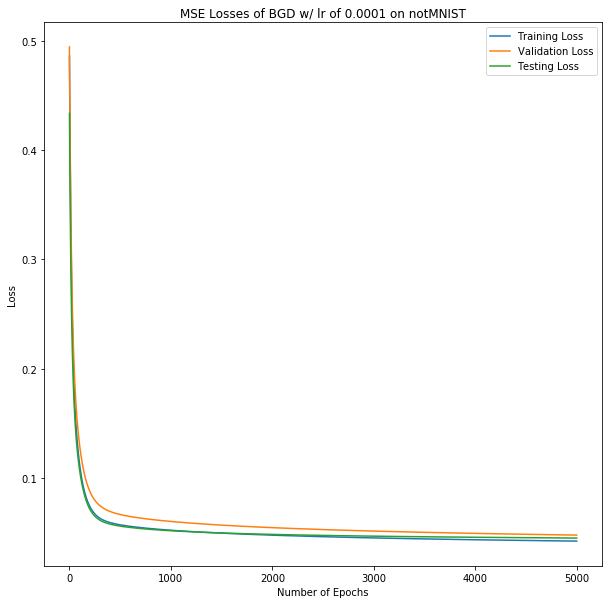 MSE Losses of BGD w/ lr of 0.0001 on notMNIST
Training Loss
Validation Loss
Testing Loss
0.5
0.4
0.3
0.2
0.1
Loss
0
1000
2000
3000
4000
5000
Number of Epochs